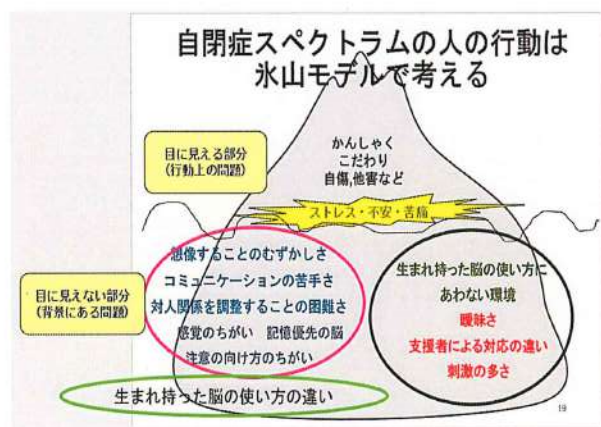 自閉症スペクトラムの人の行動は
氷山モデルで考える
目に見える部分
(行動上の問題)
かんしゃく
こだわり
自傷,他害など
ストレス・不安・苦痛
目に見えない部分
(背景にある問題)
想像することのむずかしさ
コミュニケーションの苦手さ
対人関係を調整することの困難さ
感覚のちがい 記憶優先の脳
注意の向け方のちがい
生まれ持った脳の使い方に
あわない環境
曖昧さ
支援者による対応の違い
刺激の多さ
生まれ持った脳の使い方の違い
19